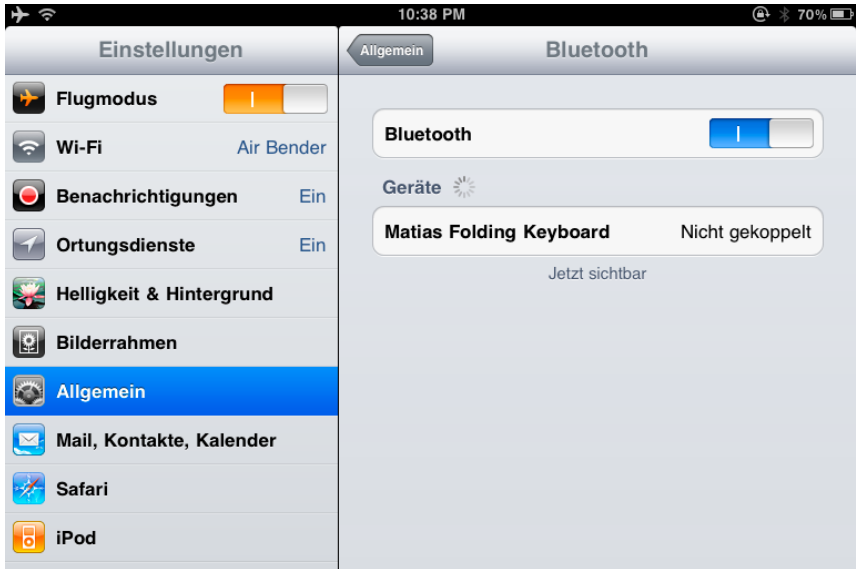 10:38 PM
70%
Einstellungen
Flugmodus
Wi-Fi Air Bender
Benachrichtigungen Ein
Ortungsdienste Ein
Helligkeit & Hintergrund
Bilderrahmen
Allgemein
Mail, Kontakte, Kalender
Safari
iPod
Allgemein
Bluetooth
Bluetooth
Geräte
Matias Folding Keyboard Nicht gekoppelt
Jetzt sichtbar